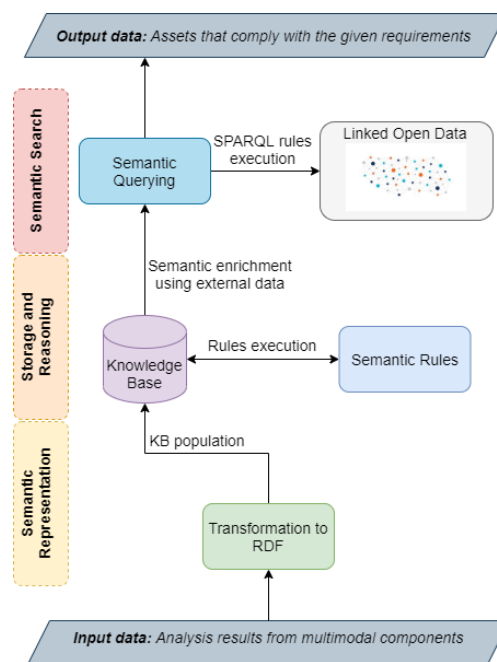 Output data: Assets that comply with the given requirements
Semantic Search
SPARQL rules
execution
Linked Open Data
Semantic
Querying
Semantic enrichment
using external data
Storage and
Reasoning
Knowledge
Base
Rules execution
Semantic Rules
KB population
Semantic
Representation
Transformation to
RDF
Input data: Analysis results from multimodal components